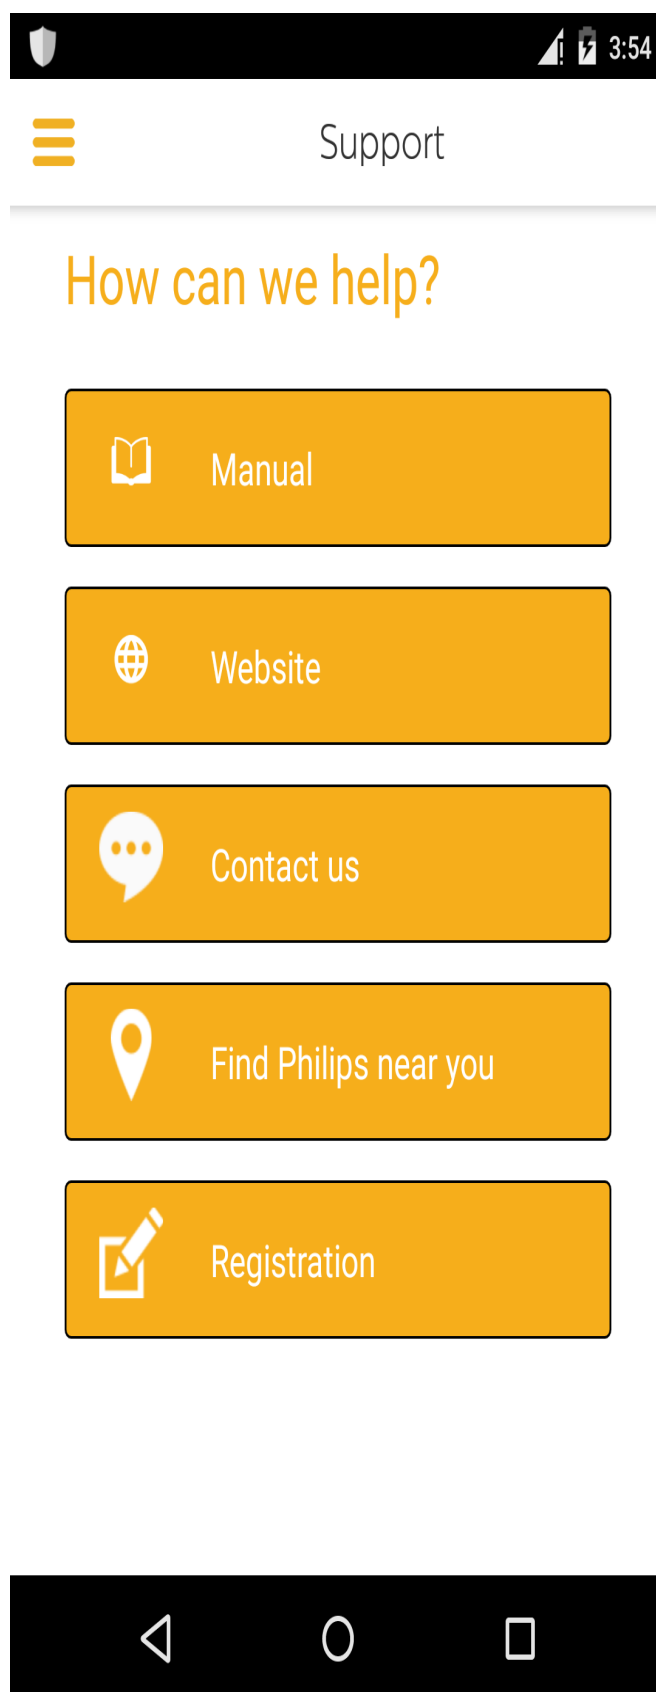 3:54
Support
How can we help?
Manual
Website
Contact us
Find Philips near you
Registration